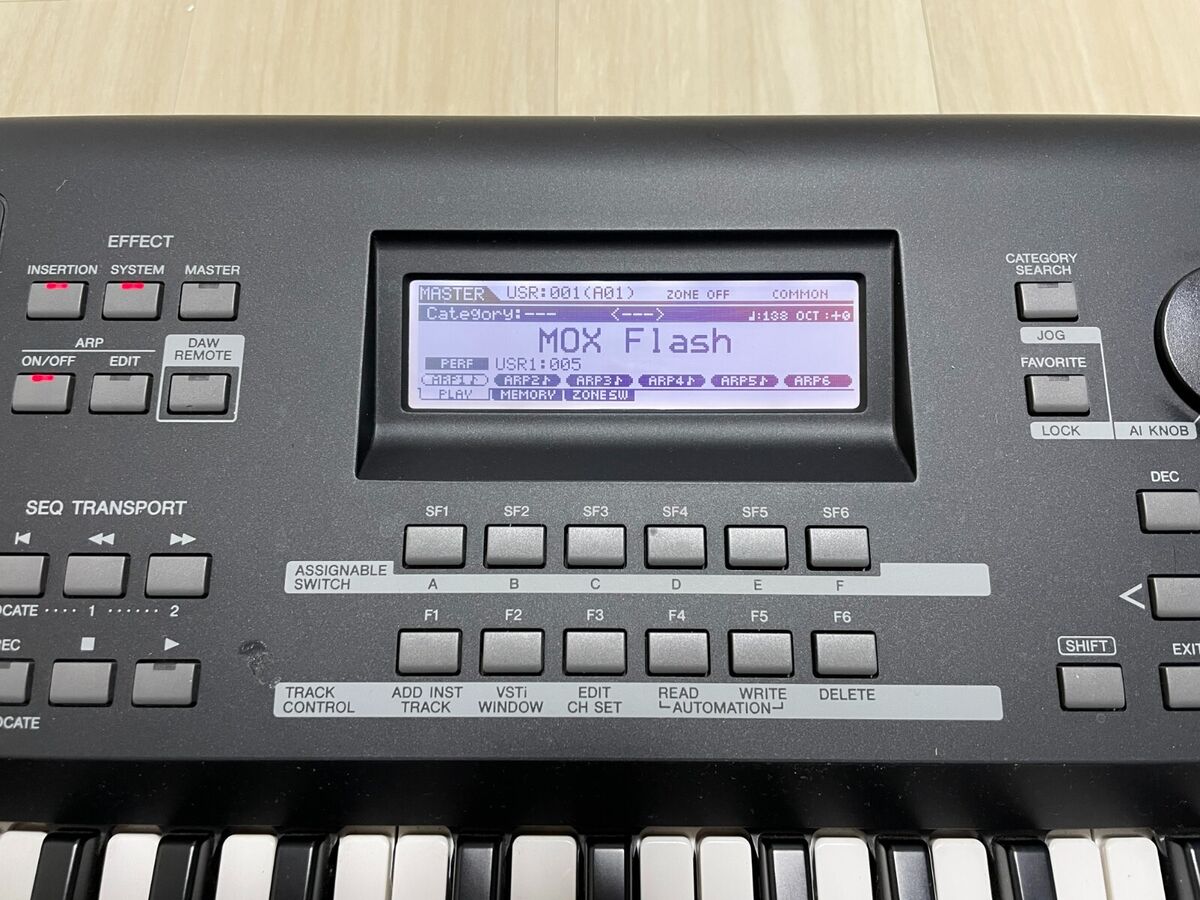 EFFECT
INSERTION SYSTEM MASTER
ARP
ON/OFF EDIT
DAW
REMOTE
MASTER USR:001(A01) ZONE OFF COMMON
Category:--- <---> ♩:138 OCT :+0
MOX Flash
PERF USR1:005
ARP1♪ ARP2♪ ARP3♪ ARP4♪ ARP5♪ ARP6
PLAY MEMORY ZONESW
CATEGORY
SEARCH
JOG
FAVORITE
LOCK AI KNOB
DEC
<
SHIFT EXI
SEQ TRANSPORT
OCATE ···· 1 ······ 2
EC
OCATE
SF1 SF2 SF3 SF4 SF5 SF6
ASSIGNABLE
SWITCH A B C D E F
F1 F2 F3 F4 F5 F6
TRACK
CONTROL
ADD INST
TRACK
VSTi
WINDOW
EDIT
CH SET
READ WRITE
AUTOMATION
DELETE